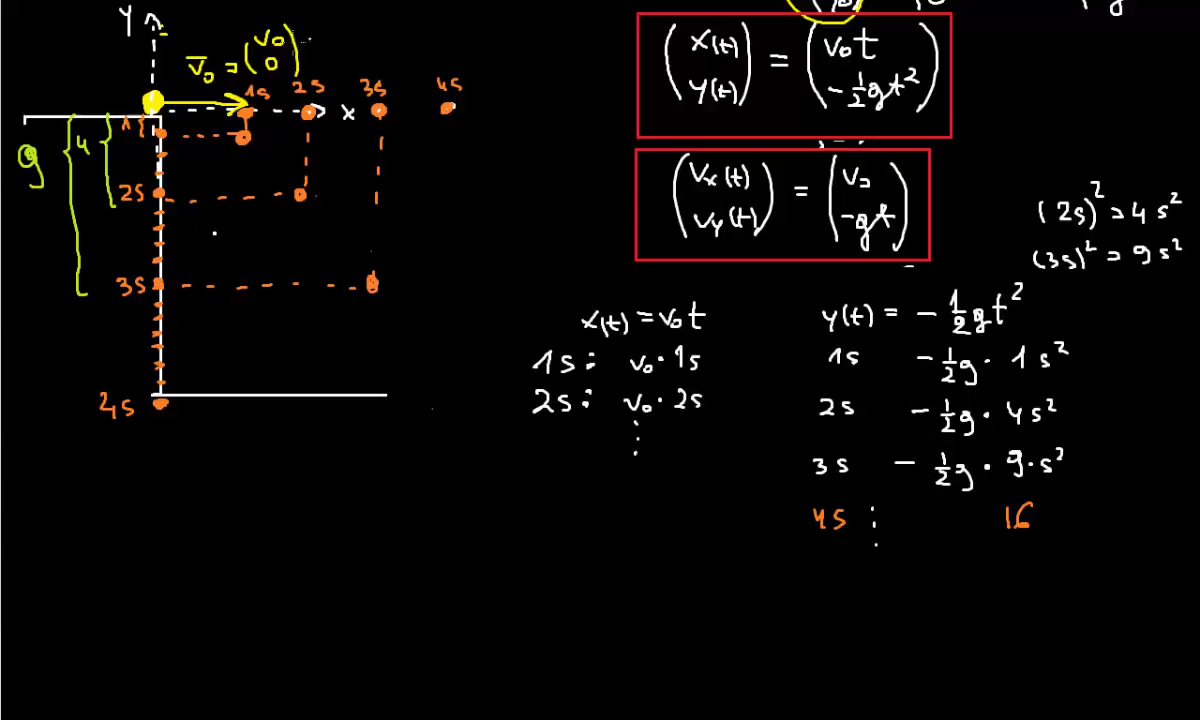 Y
v̅₀ = (v₀
0)
1s 2s 3s 4s
x
1
4
9
2s
3s
4s
(x(t)
y(t)) = (v₀t
-½gt²)
(vₓ(t)
v_y(t)) = (v₀
-gt)
(2s)² = 4s²
(3s)² = 9s²
x(t) = v₀t
1s : v₀·1s
2s : v₀·2s
⋮
y(t) = -½gt²
1s -½g·1s²
2s -½g·4s²
3s -½g·9·s²
4s ⋮ 16